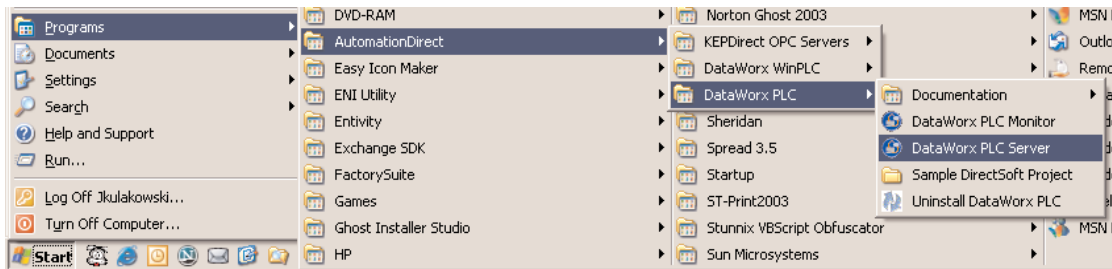 Programs
Documents
Settings
Search
Help and Support
Run...
Log Off Jkulakowski...
Turn Off Computer...
Start
DVD-RAM
AutomationDirect
Easy Icon Maker
ENI Utility
Entivity
Exchange SDK
FactorySuite
Games
Ghost Installer Studio
HP
Norton Ghost 2003
KEPDirect OPC Servers
DataWorx WinPLC
DataWorx PLC
Sheridan
Spread 3.5
Startup
ST-Print2003
Stunnix VBScript Obfuscator
Sun Microsystems
Documentation
DataWorx PLC Monitor
DataWorx PLC Server
Sample DirectSoft Project
Uninstall DataWorx PLC
MSN
Outlo
Remo
MSN